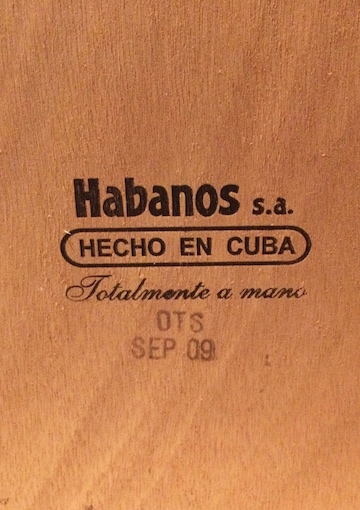 Habanos s.a.
HECHO EN CUBA
Totalmente a mano
OTS
SEP 09